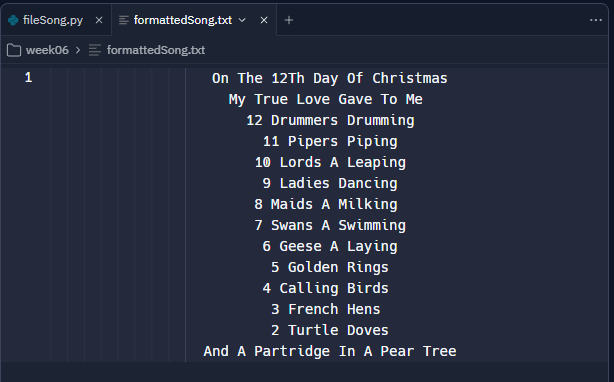 fileSong.py
formattedSong.txt
week06 > formattedSong.txt
1 On The 12Th Day Of Christmas
My True Love Gave To Me
12 Drummers Drumming
11 Pipers Piping
10 Lords A Leaping
9 Ladies Dancing
8 Maids A Milking
7 Swans A Swimming
6 Geese A Laying
5 Golden Rings
4 Calling Birds
3 French Hens
2 Turtle Doves
And A Partridge In A Pear Tree